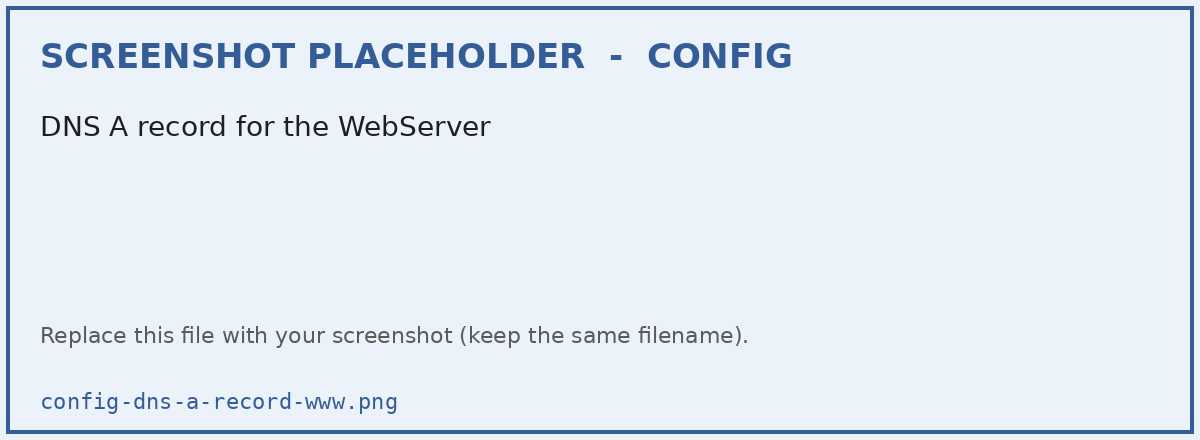 SCREENSHOT PLACEHOLDER - CONFIG
DNS A record for the WebServer
Replace this file with your screenshot (keep the same filename).
config-dns-a-record-www.png